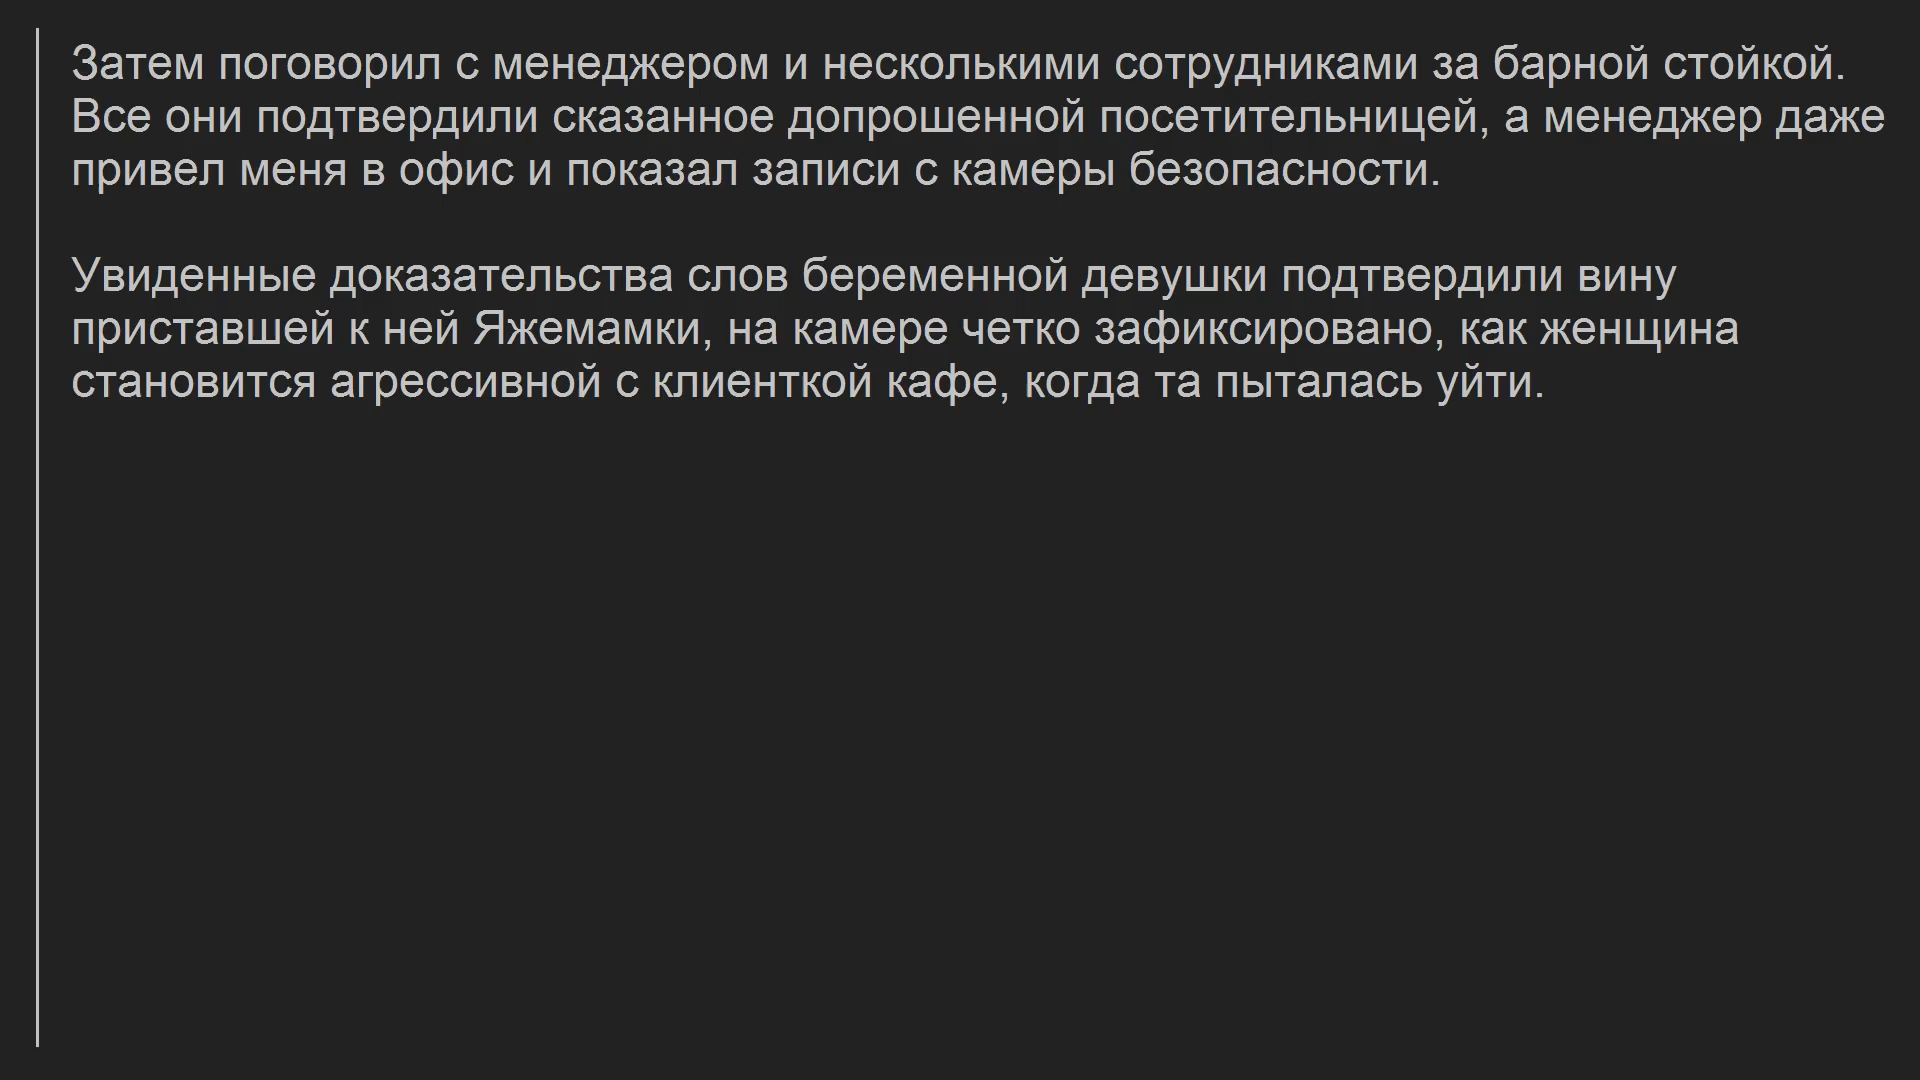 Затем поговорил с менеджером и несколькими сотрудниками за барной стойкой.
Все они подтвердили сказанное допрошенной посетительницей, а менеджер даже
привел меня в офис и показал записи с камеры безопасности.
Увиденные доказательства слов беременной девушки подтвердили вину
приставшей к ней Яжемамки, на камере четко зафиксировано, как женщина
становится агрессивной с клиенткой кафе, когда та пыталась уйти.